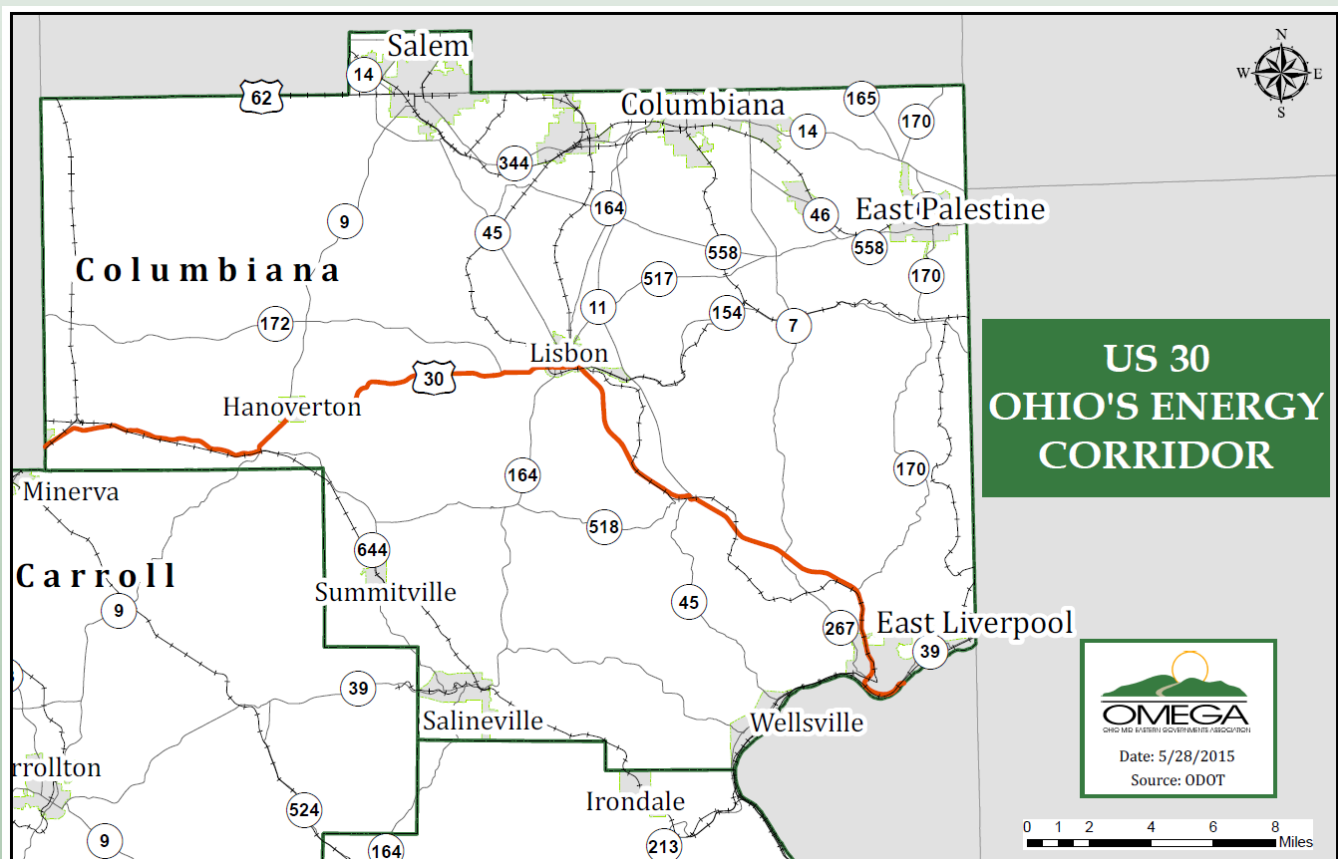 Salem
14
62
Columbiana
165
170
14
344
9
164
46
East Palestine
45
558
558
Columbiana
517
170
11
154
172
7
Lisbon
30
Hanoverton
164
170
Minerva
518
644
Carroll
Summitville
45
9
267
East Liverpool
39
39
Salineville
Wellsville
rrollton
Irondale
524
9
164
213
N
W E
S
US 30
OHIO'S ENERGY
CORRIDOR
OMEGA
OHIO MID EASTERN GOVERNMENTS ASSOCIATION
Date: 5/28/2015
Source: ODOT
0 1 2 4 6 8
Miles